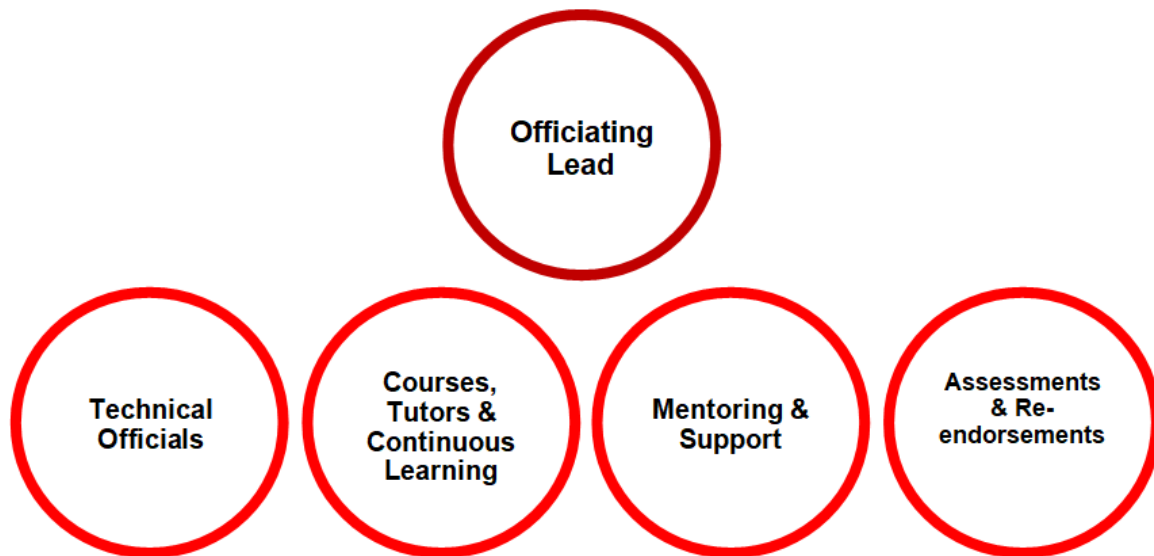 Officiating
Lead
Technical
Officials
Courses,
Tutors &
Continuous
Learning
Mentoring &
Support
Assessments
& Re-
endorsements